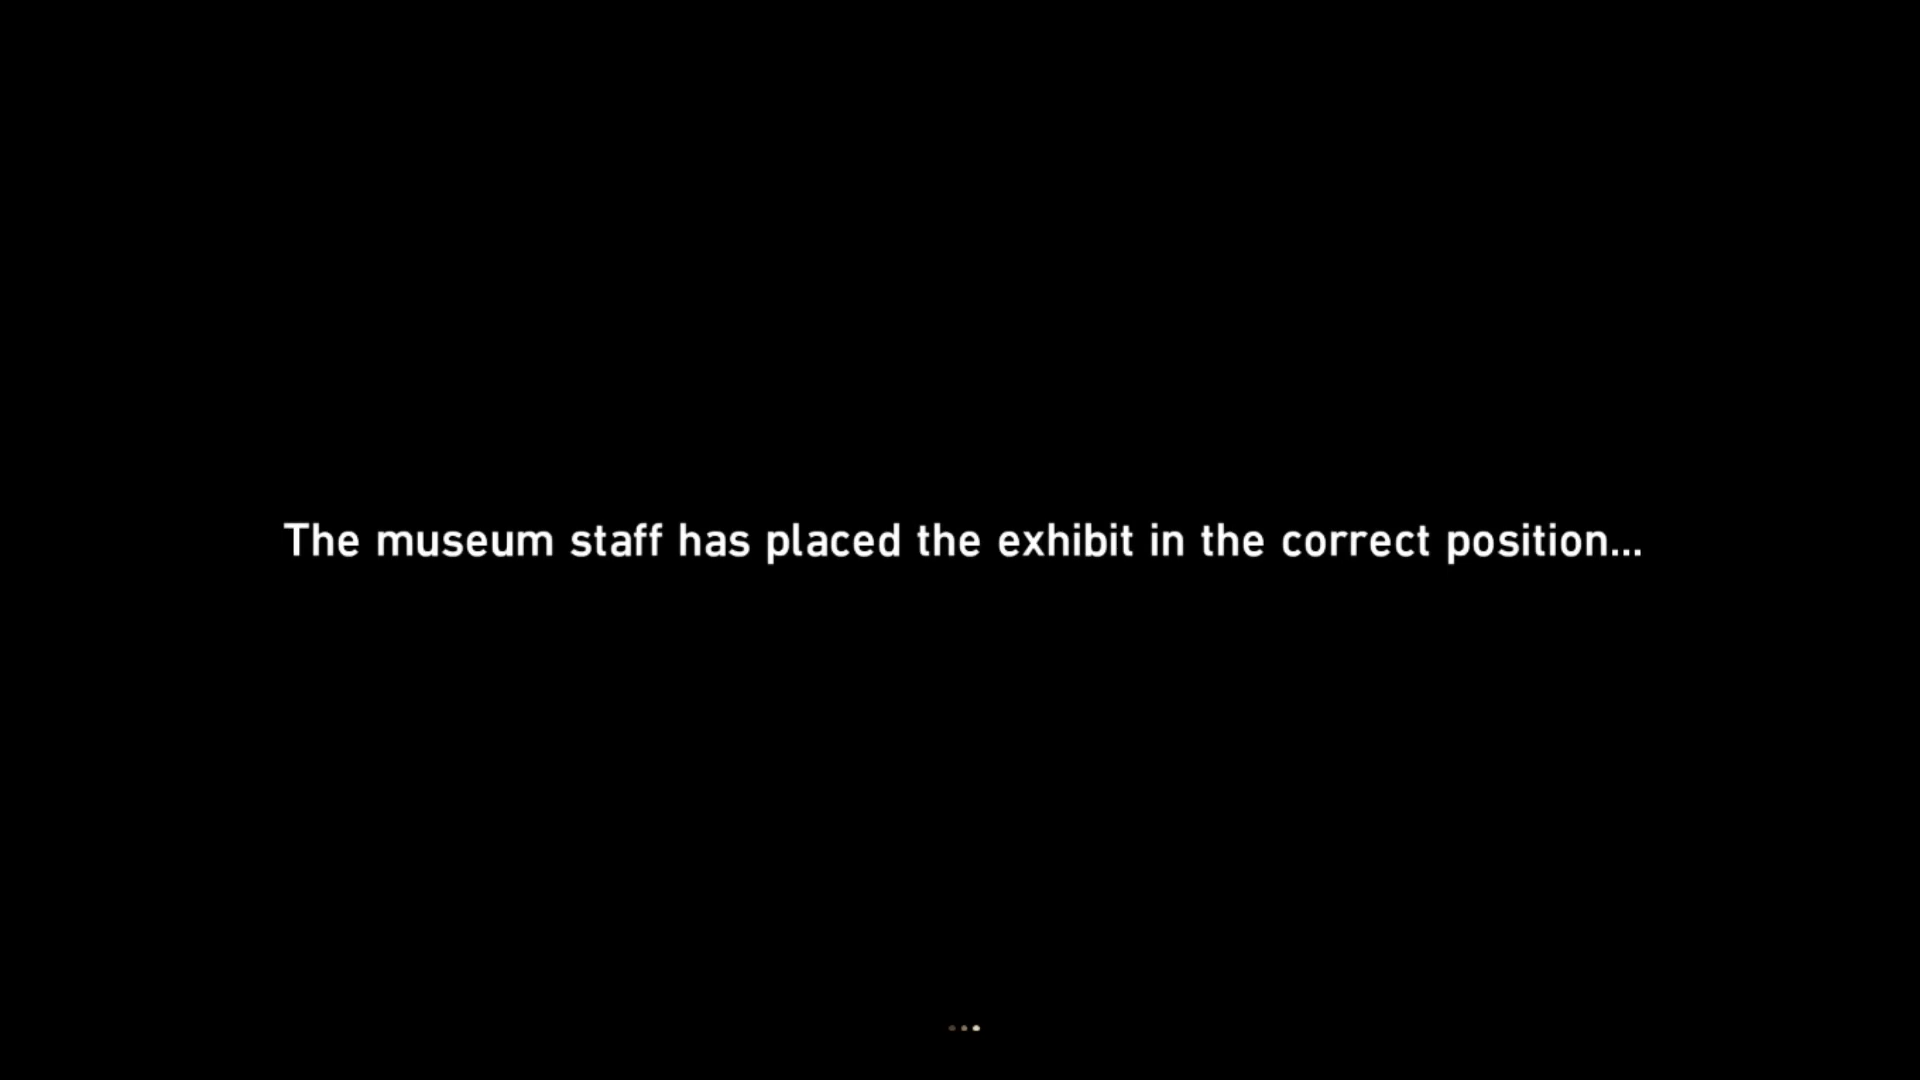 The museum staff has placed the exhibit in the correct position...